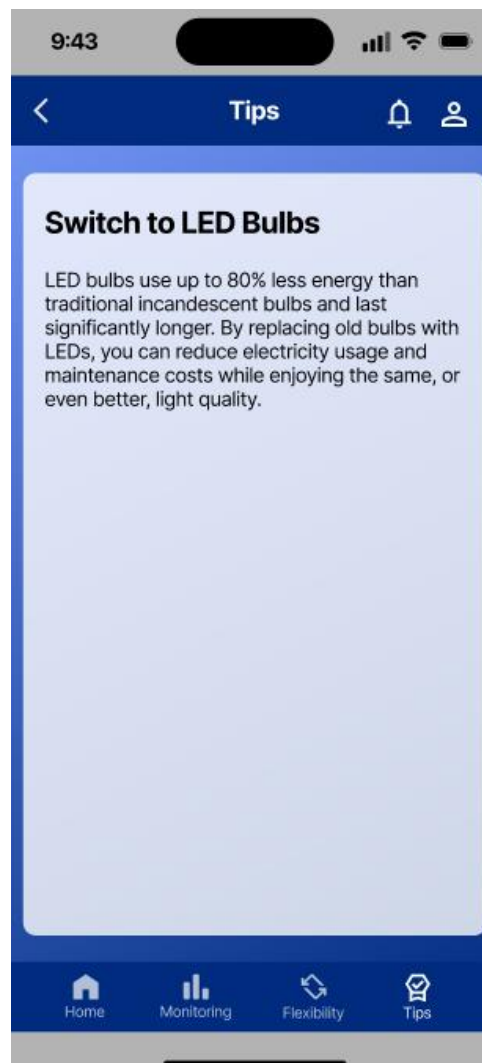 9:43
Tips
Switch to LED Bulbs
LED bulbs use up to 80% less energy than
traditional incandescent bulbs and last
significantly longer. By replacing old bulbs with
LEDs, you can reduce electricity usage and
maintenance costs while enjoying the same, or
even better, light quality.
Home Monitoring Flexibility Tips